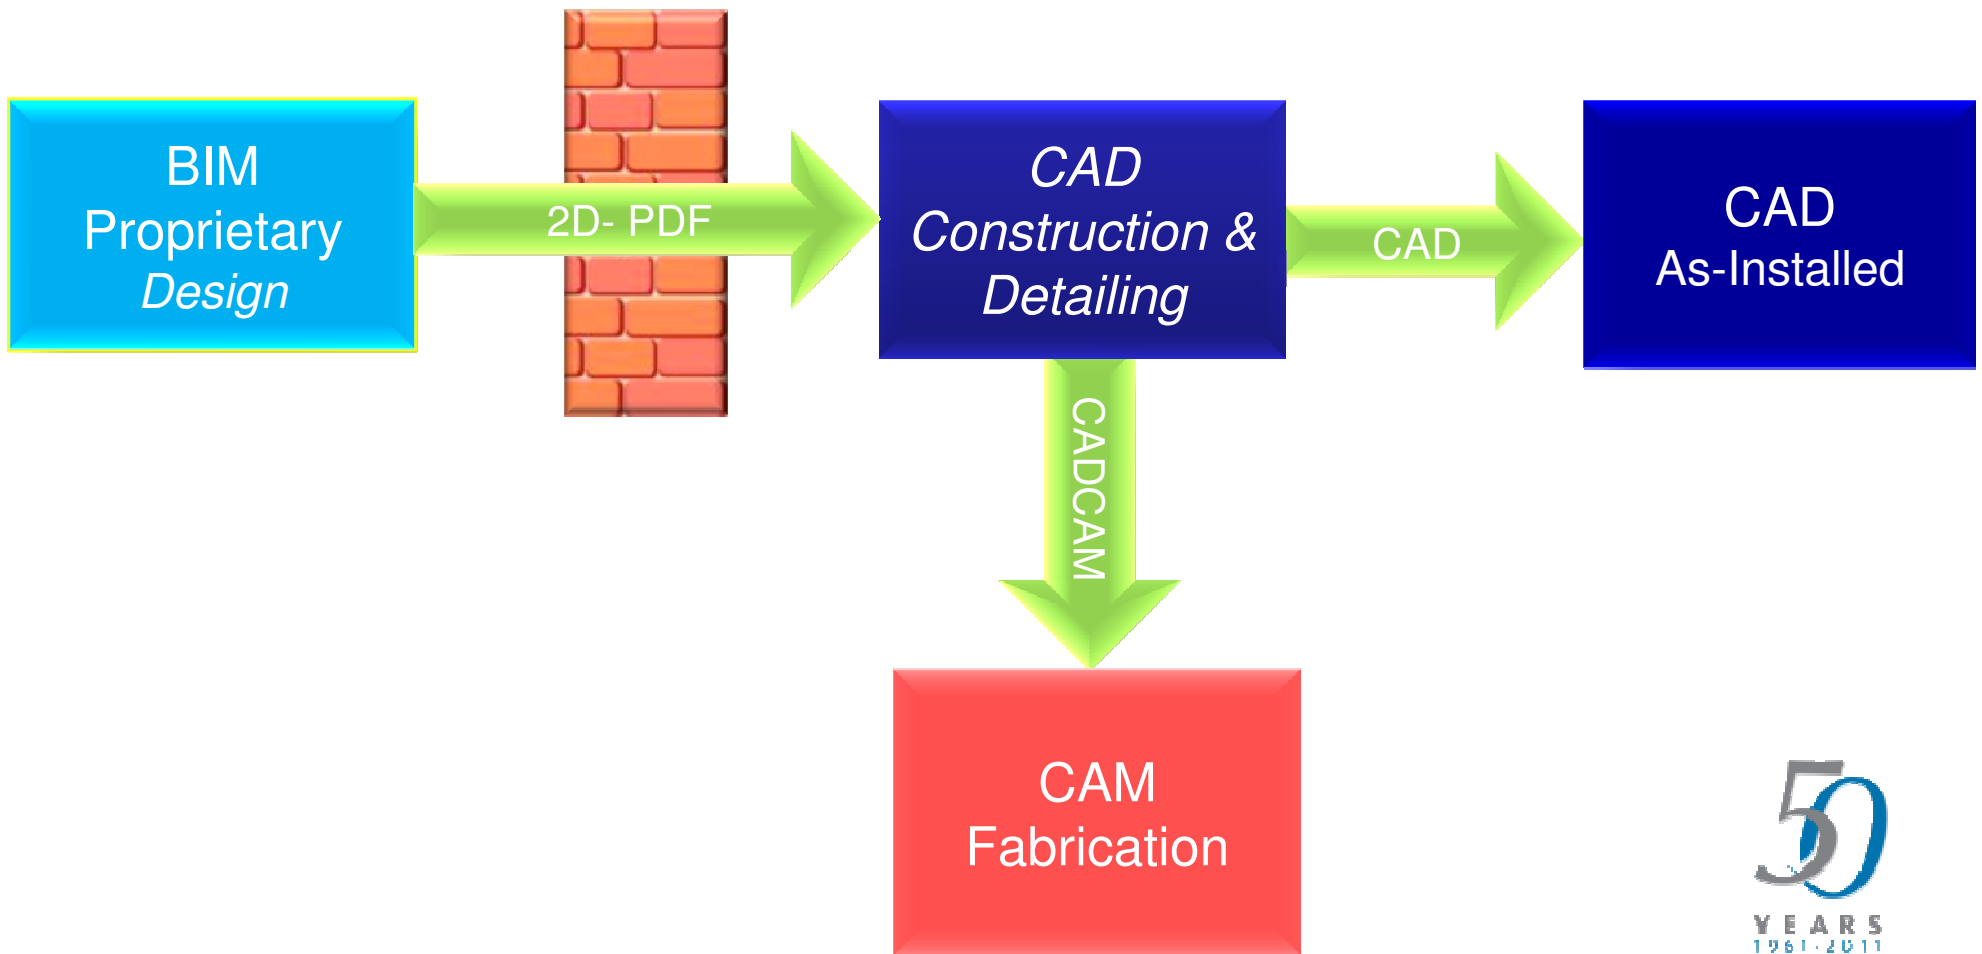 BIM
Proprietary
Design
2D- PDF
CAD
Construction &
Detailing
CAD
CAD
As-Installed
CADCAM
CAM
Fabrication
50
YEARS
1961-2011